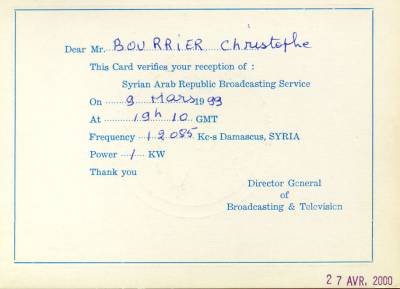 Dear Mr. BOURRIER Christophe
This Card verifies your reception of :
Syrian Arab Republic Broadcasting Service
On ........9 Mars 1999
At ..........19h 10 GMT
Frequency ...12085 Kc-s Damascus, SYRIA
Power ../... KW
Thank you
Director General
of
Broadcasting & Television
27 AVR. 2000